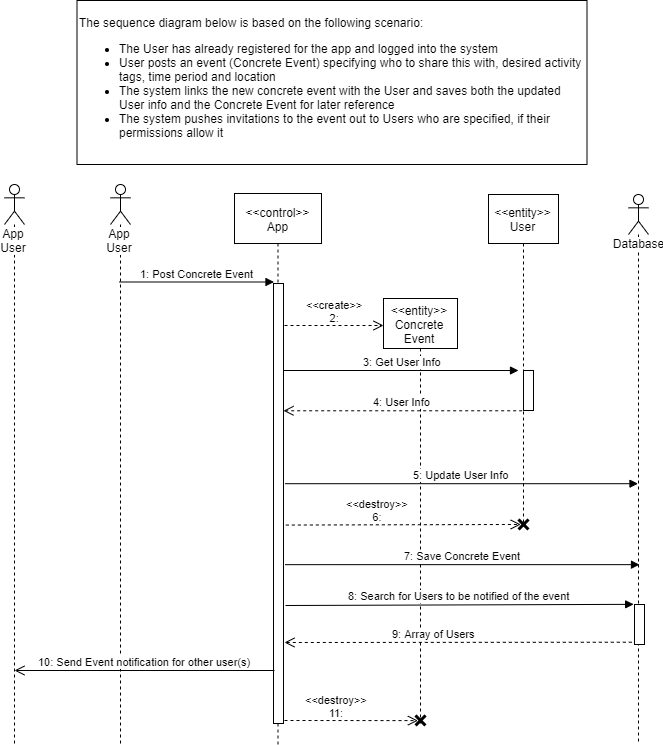 The sequence diagram below is based on the following scenario:
• The User has already registered for the app and logged into the system
• User posts an event (Concrete Event) specifying who to share this with, desired activity
tags, time period and location
• The system links the new concrete event with the User and saves both the updated
User info and the Concrete Event for later reference
• The system pushes invitations to the event out to Users who are specified, if their
permissions allow it
App
User
App
User
<<control>>
App
<<entity>>
User
Database
1: Post Concrete Event
<<create>>
2:
<<entity>>
Concrete
Event
3: Get User Info
4: User Info
5: Update User Info
<<destroy>>
6:
7: Save Concrete Event
8: Search for Users to be notified of the event
9: Array of Users
10: Send Event notification for other user(s)
<<destroy>>
11: